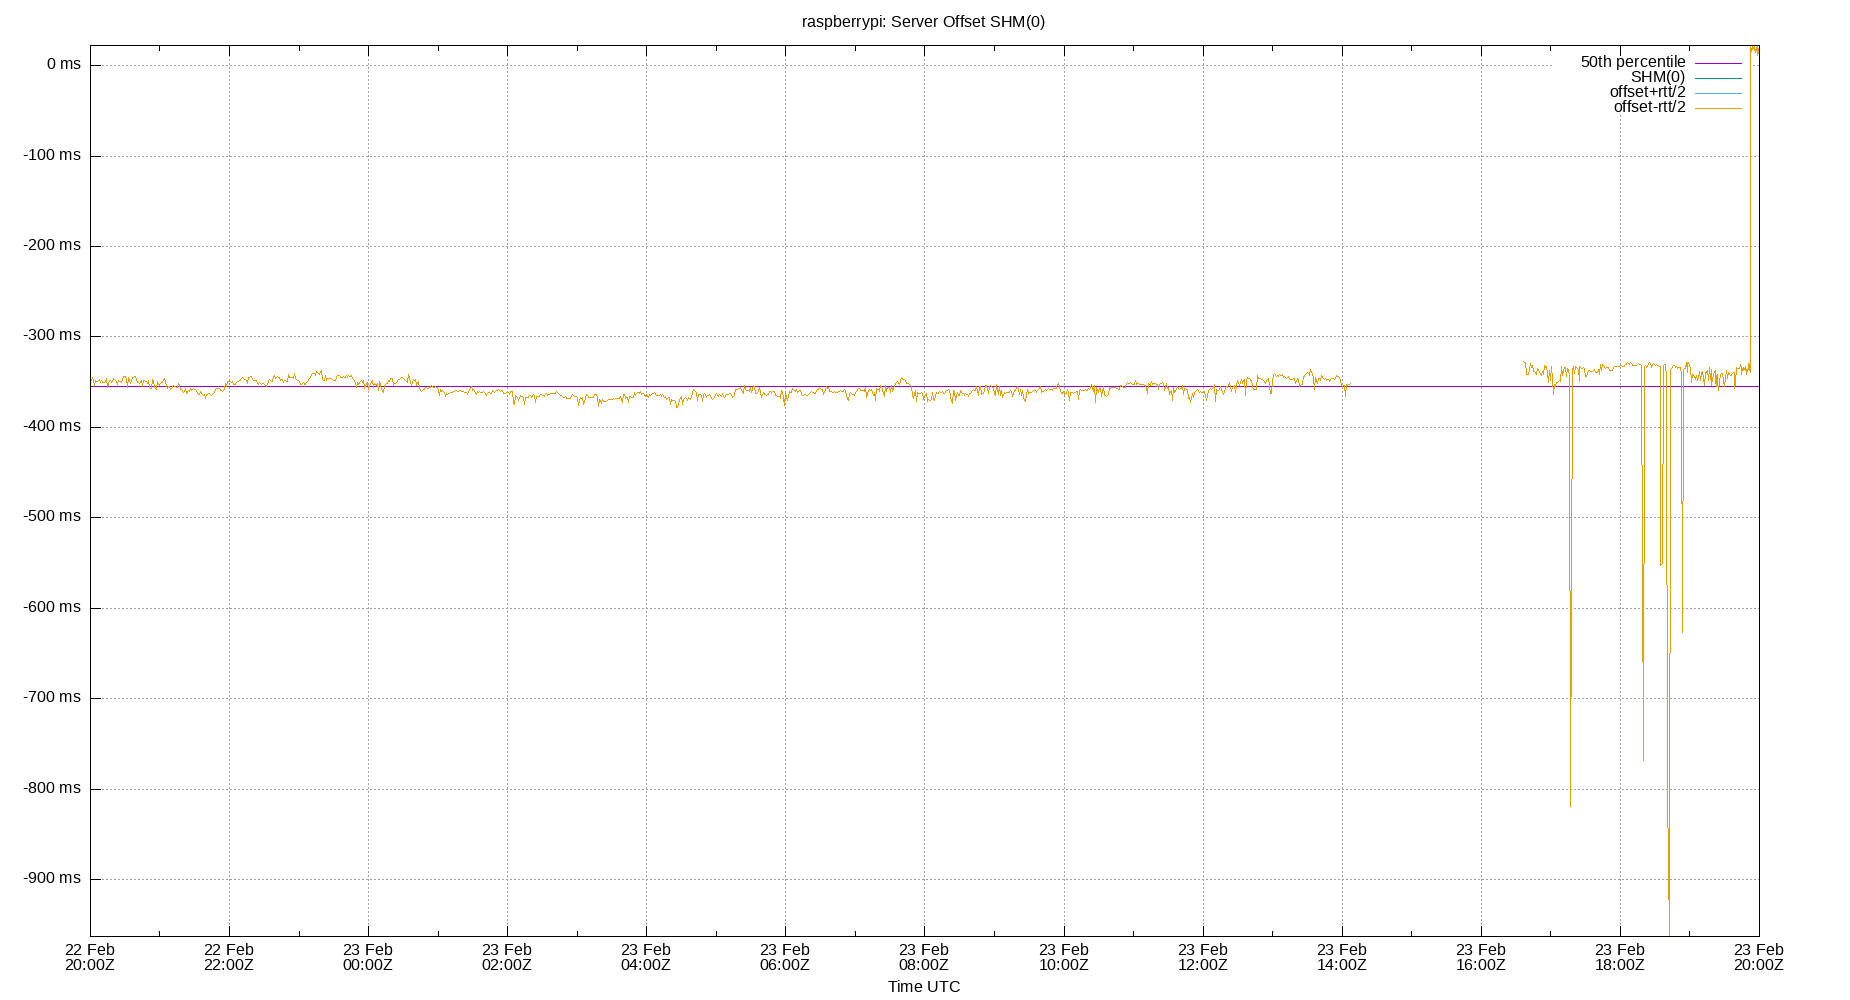 raspberrypi: Server Offset SHM(0)
0 ms
-100 ms
-200 ms
-300 ms
-400 ms
-500 ms
-600 ms
-700 ms
-800 ms
-900 ms
50th percentile
SHM(0)
offset+rtt/2
offset-rtt/2
22 Feb 22 Feb 23 Feb 23 Feb 23 Feb 23 Feb 23 Feb 23 Feb 23 Feb 23 Feb 23 Feb 23 Feb 23 Feb
20:00Z 22:00Z 00:00Z 02:00Z 04:00Z 06:00Z 08:00Z 10:00Z 12:00Z 14:00Z 16:00Z 18:00Z 20:00Z
Time UTC